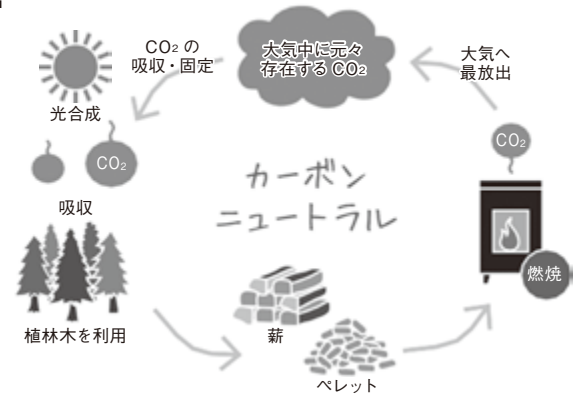 CO₂ の
吸収・固定
大気中に元々
存在する CO₂
大気へ
最放出
光合成
CO₂
CO₂
吸収
カーボン
ニュートラル
燃焼
植林木を利用
薪
ペレット